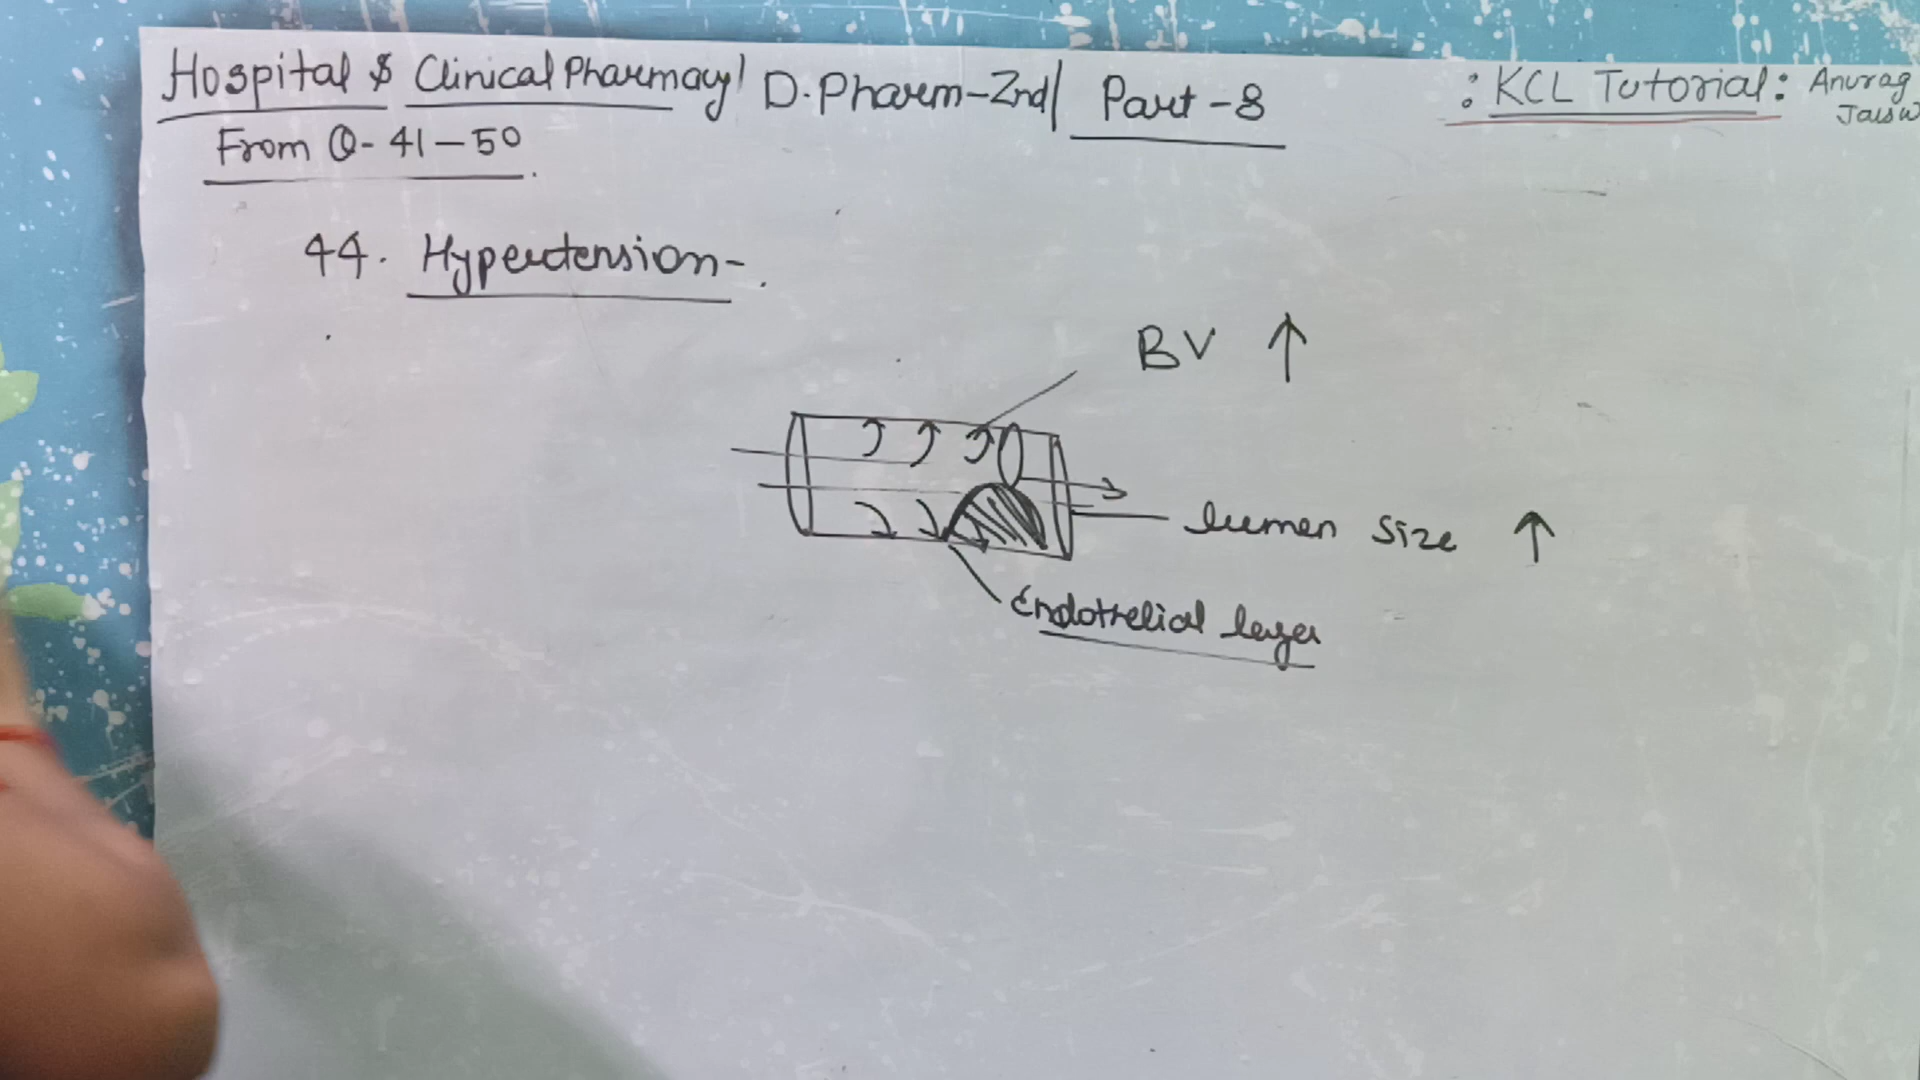 Hospital & Clinical Pharmacy / D.Pharm-2nd / Part-8
: KCL Tutorial : Anurag
From Q-41-50
44. Hypertension-
BV ↑
lumen size ↑
Endothelial layer